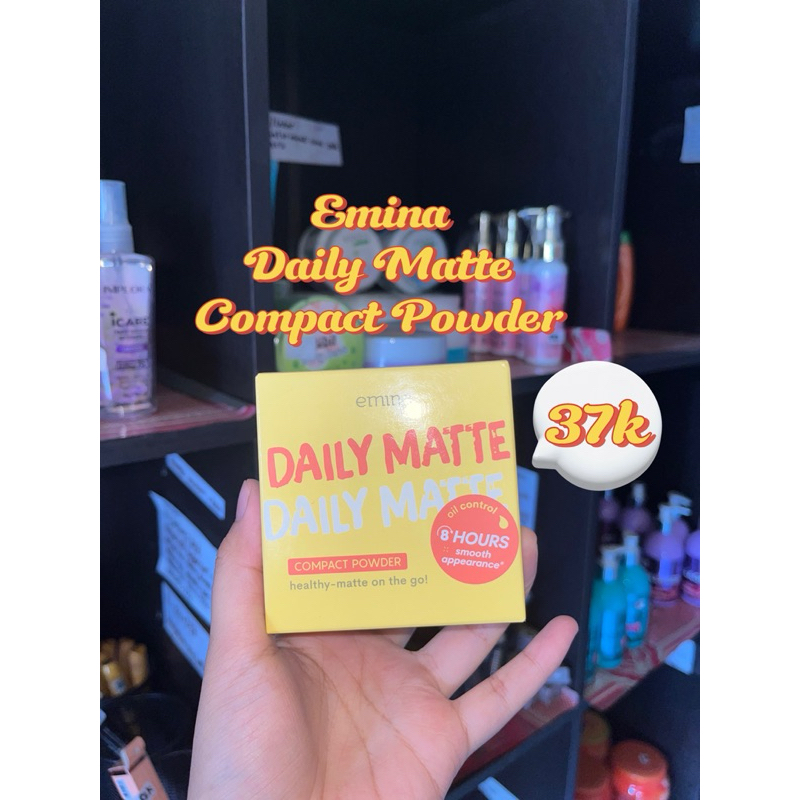 Emina
Daily Matte
Compact Powder
37k
emina
DAILY MATTE
DAILY MATTE
oil control
8 HOURS
smooth
appearance*
COMPACT POWDER
healthy-matte on the go!
iCARE